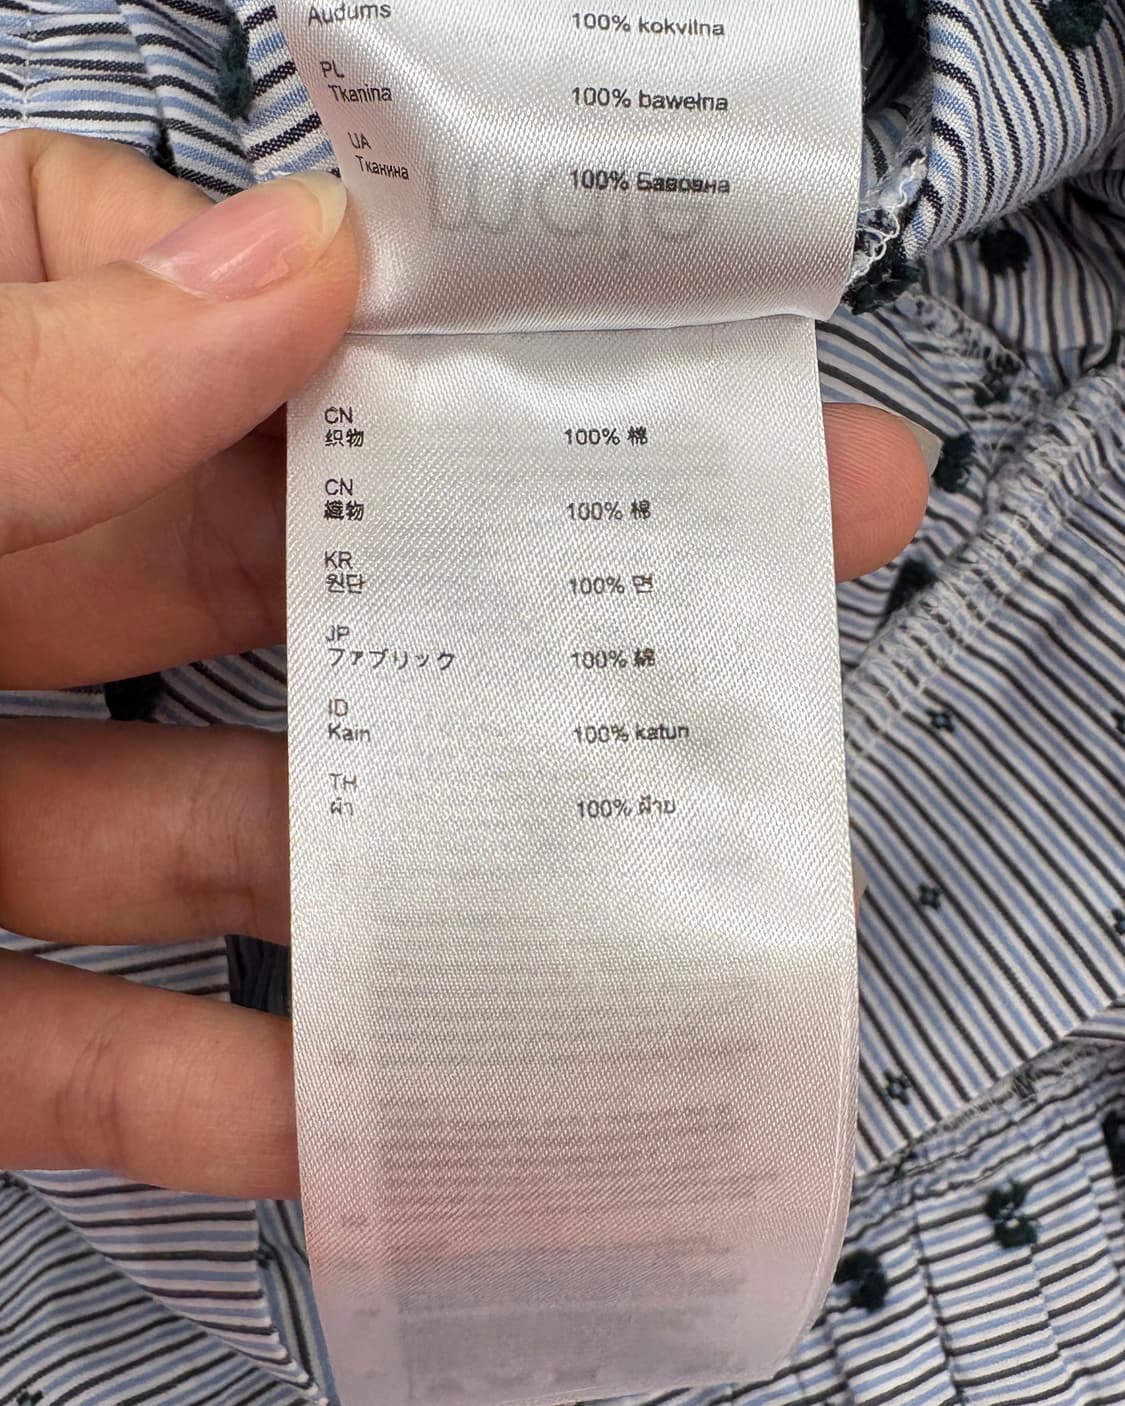 Audums 100% kokvilna
PL
Tkanina 100% bawełna
UA
Тканина 100% Бавовна
CN
织物 100% 棉
CN
織物 100% 棉
KR
원단 100% 면
JP
ファブリック 100% 綿
ID
Kain 100% katun
TH
ผ้า 100% ฝ้าย